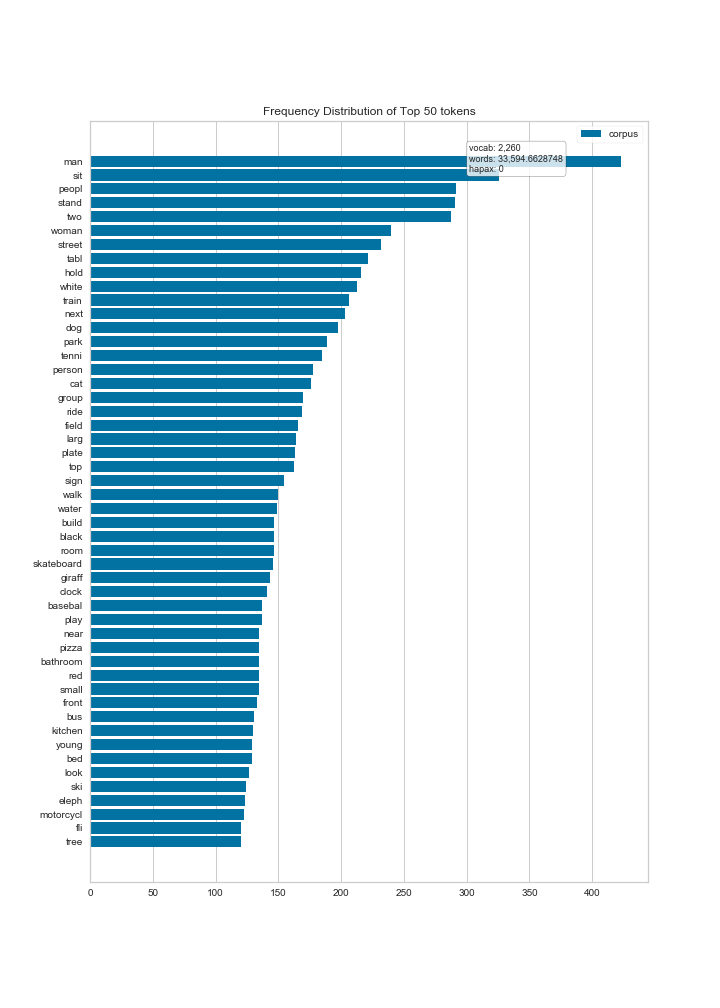 Frequency Distribution of Top 50 tokens
corpus
vocab: 2,260
words: 33,594.6628748
hapax: 0
man
sit
peopl
stand
two
woman
street
tabl
hold
white
train
next
dog
park
tenni
person
cat
group
ride
field
larg
plate
top
sign
walk
water
build
black
room
skateboard
giraff
clock
basebal
play
near
pizza
bathroom
red
small
front
bus
kitchen
young
bed
look
ski
eleph
motorcycl
fli
tree
0 50 100 150 200 250 300 350 400